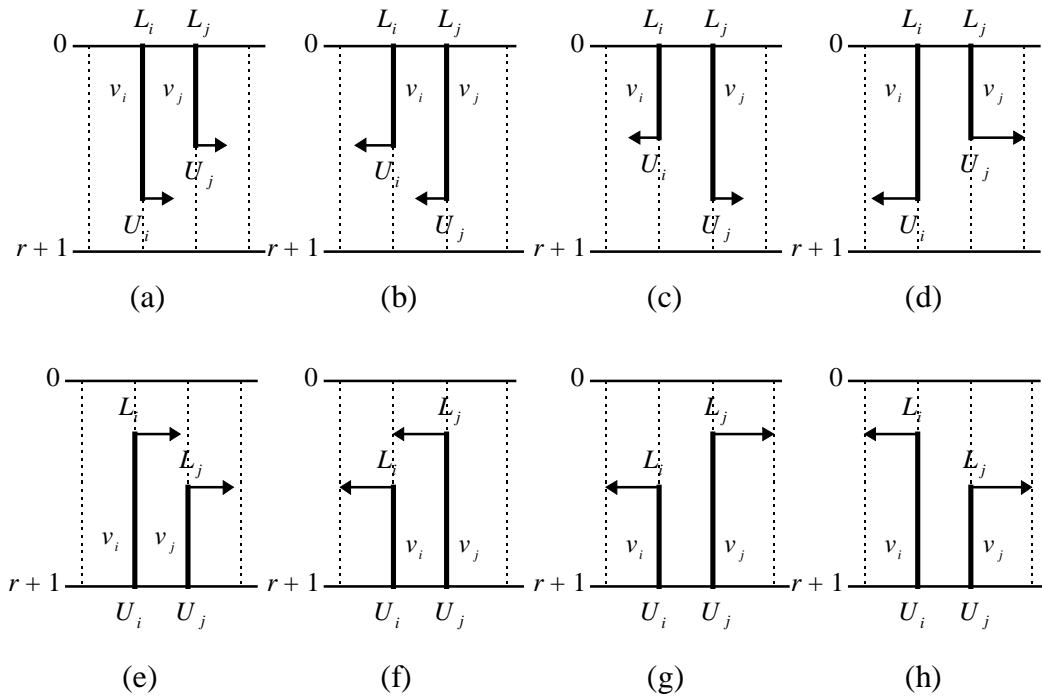 L_i L_j L_i L_j L_i L_j L_i L_j
0 0 0 0
v_i v_j v_i v_j v_i v_j v_i v_j
U_j U_i U_i U_j
U_i U_j U_j U_i
r + 1 r + 1 r + 1 r + 1
(a) (b) (c) (d)
0 0 0 0
L_i L_j L_j L_i
L_j L_i L_i L_j
v_i v_j v_i v_j v_i v_j v_i v_j
r + 1 r + 1 r + 1 r + 1
U_i U_j U_i U_j U_i U_j U_i U_j
(e) (f) (g) (h)